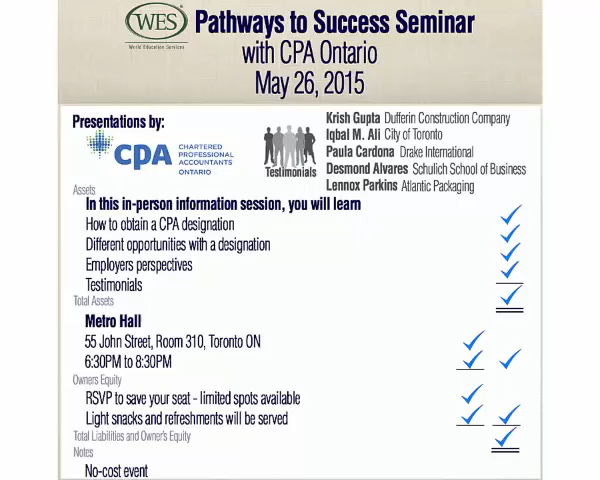 WES
World Education Services
Pathways to Success Seminar
with CPA Ontario
May 26, 2015
Presentations by:
CPA
CHARTERED
PROFESSIONAL
ACCOUNTANTS
ONTARIO
Testimonials
Krish Gupta Dufferin Construction Company
Iqbal M. Ali City of Toronto
Paula Cardona Drake International
Desmond Alvares Schulich School of Business
Lennox Parkins Atlantic Packaging
Assets
In this in-person information session, you will learn
How to obtain a CPA designation
Different opportunities with a designation
Employers perspectives
Testimonials
Total Assets
Metro Hall
55 John Street, Room 310, Toronto ON
6:30PM to 8:30PM
Owners Equity
RSVP to save your seat - limited spots available
Light snacks and refreshments will be served
Total Liabilities and Owner's Equity
Notes
No-cost event